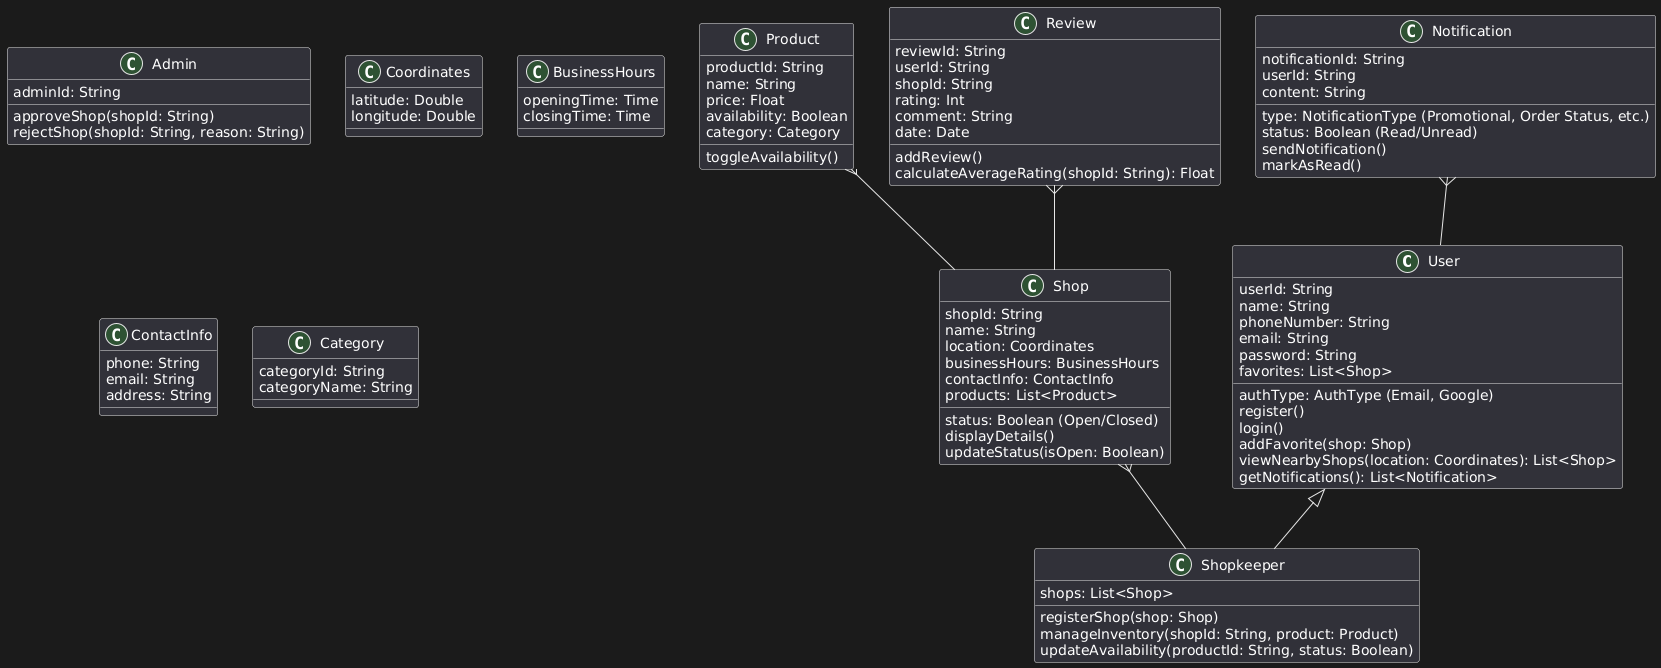 C Admin
adminId: String
approveShop(shopId: String)
rejectShop(shopId: String, reason: String)
C Coordinates
latitude: Double
longitude: Double
C BusinessHours
openingTime: Time
closingTime: Time
C Product
productId: String
name: String
price: Float
availability: Boolean
category: Category
toggleAvailability()
C Review
reviewId: String
userId: String
shopId: String
rating: Int
comment: String
date: Date
addReview()
calculateAverageRating(shopId: String): Float
C Notification
notificationId: String
userId: String
content: String
type: NotificationType (Promotional, Order Status, etc.)
status: Boolean (Read/Unread)
sendNotification()
markAsRead()
C ContactInfo
phone: String
email: String
address: String
C Category
categoryId: String
categoryName: String
C Shop
shopId: String
name: String
location: Coordinates
businessHours: BusinessHours
contactInfo: ContactInfo
products: List<Product>
status: Boolean (Open/Closed)
displayDetails()
updateStatus(isOpen: Boolean)
C User
userId: String
name: String
phoneNumber: String
email: String
password: String
favorites: List<Shop>
authType: AuthType (Email, Google)
register()
login()
addFavorite(shop: Shop)
viewNearbyShops(location: Coordinates): List<Shop>
getNotifications(): List<Notification>
C Shopkeeper
shops: List<Shop>
registerShop(shop: Shop)
manageInventory(shopId: String, product: Product)
updateAvailability(productId: String, status: Boolean)